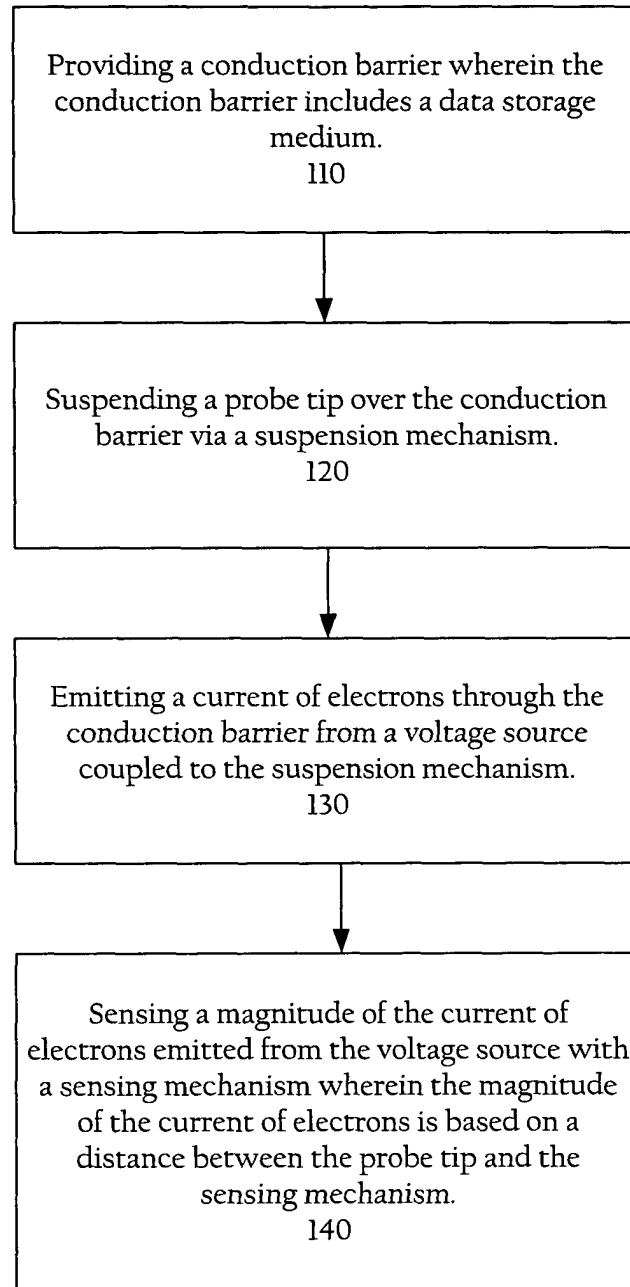 Providing a conduction barrier wherein the
conduction barrier includes a data storage
medium.
110
Suspending a probe tip over the conduction
barrier via a suspension mechanism.
120
Emitting a current of electrons through the
conduction barrier from a voltage source
coupled to the suspension mechanism.
130
Sensing a magnitude of the current of
electrons emitted from the voltage source with
a sensing mechanism wherein the magnitude
of the current of electrons is based on a
distance between the probe tip and the
sensing mechanism.
140